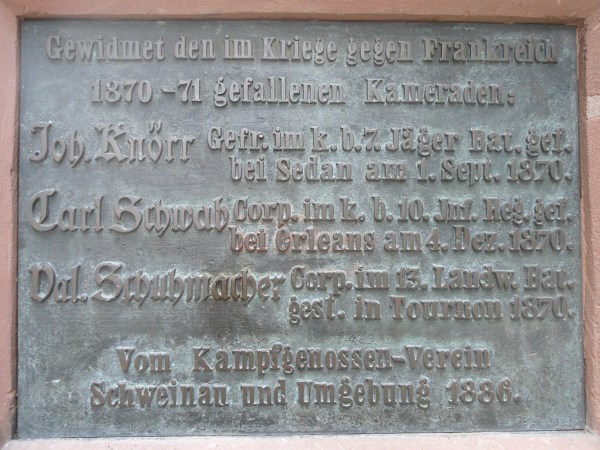 Gewidmet den im Kriege gegen Frankreich
1870-71 gefallenen Kameraden:
Joh. Knörr Gefr. im k. b. 7. Jäger Bat. gef.
bei Sedan am 1. Sept. 1870.
Carl Schwab Corp. im k. b. 10. Inf. Reg. gef.
bei Orleans am 4. Dez. 1870.
Val. Schuhmacher Corp. im 13. Landw. Bat.
gest. in Tournon 1870.
Vom Kampfgenossen-Verein
Schweinau und Umgebung 1886.